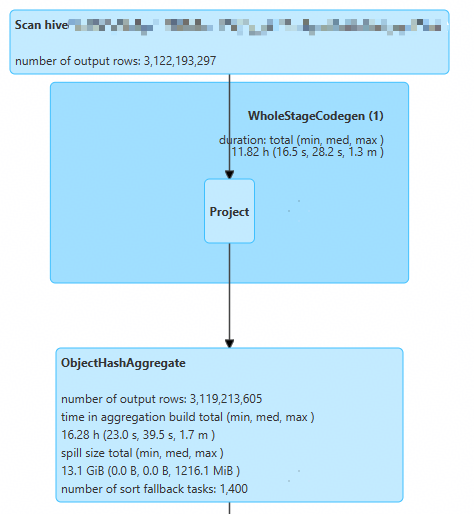 Scan hive
number of output rows: 3,122,193,297
WholeStageCodegen (1)
duration: total (min, med, max )
11.82 h (16.5 s, 28.2 s, 1.3 m )
Project
ObjectHashAggregate
number of output rows: 3,119,213,605
time in aggregation build total (min, med, max )
16.28 h (23.0 s, 39.5 s, 1.7 m )
spill size total (min, med, max )
13.1 GiB (0.0 B, 0.0 B, 1216.1 MiB )
number of sort fallback tasks: 1,400